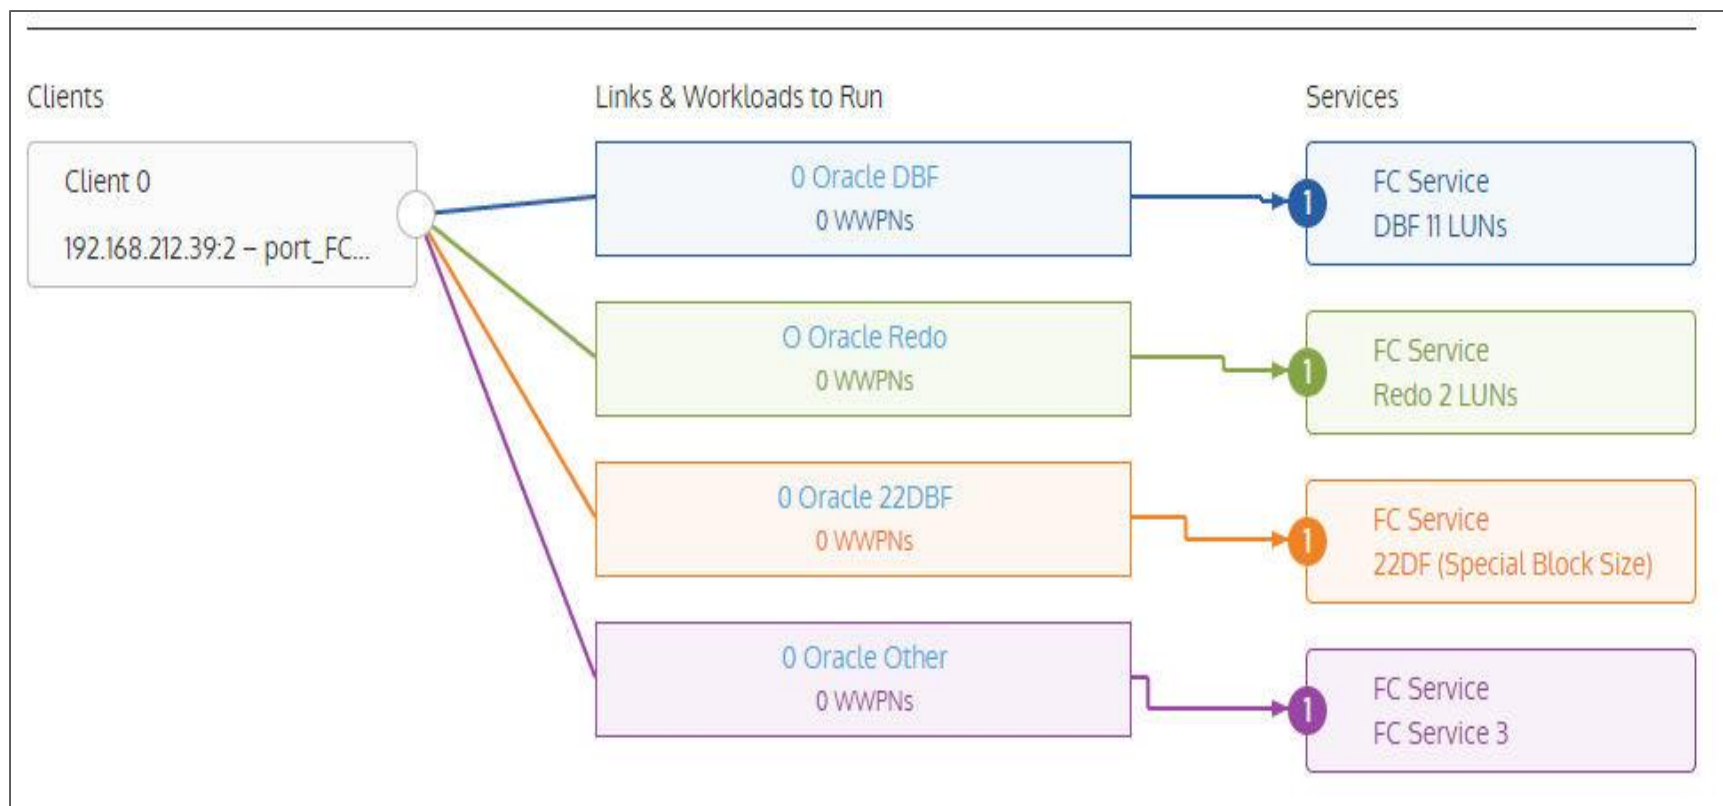 Clients
Links & Workloads to Run
Services
Client 0
192.168.212.39:2 – port_FC...
0 Oracle DBF
0 WWPNs
1
FC Service
DBF 11 LUNs
O Oracle Redo
0 WWPNs
1
FC Service
Redo 2 LUNs
0 Oracle 22DBF
0 WWPNs
1
FC Service
22DF (Special Block Size)
0 Oracle Other
0 WWPNs
1
FC Service
FC Service 3